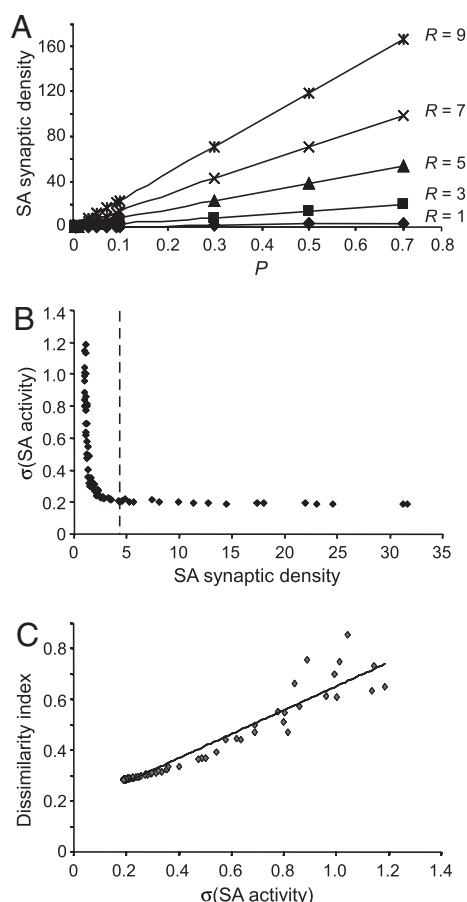 A
SA synaptic density
160
120
80
40
0
0 0.1 0.2 0.3 0.4 0.5 0.6 0.7 0.8
P
R = 9
R = 7
R = 5
R = 3
R = 1
B
σ(SA activity)
1.4
1.2
1.0
0.8
0.6
0.4
0.2
0
0 5 10 15 20 25 30 35
SA synaptic density
C
Dissimilarity index
0.8
0.6
0.4
0.2
0
0 0.2 0.4 0.6 0.8 1.0 1.2 1.4
σ(SA activity)